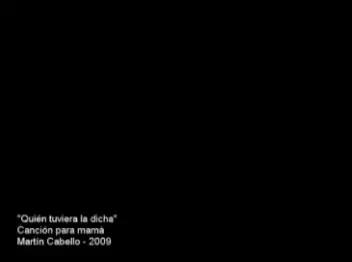 "Quién tuviera la dicha"
Canción para mamá
Martín Cabello - 2009